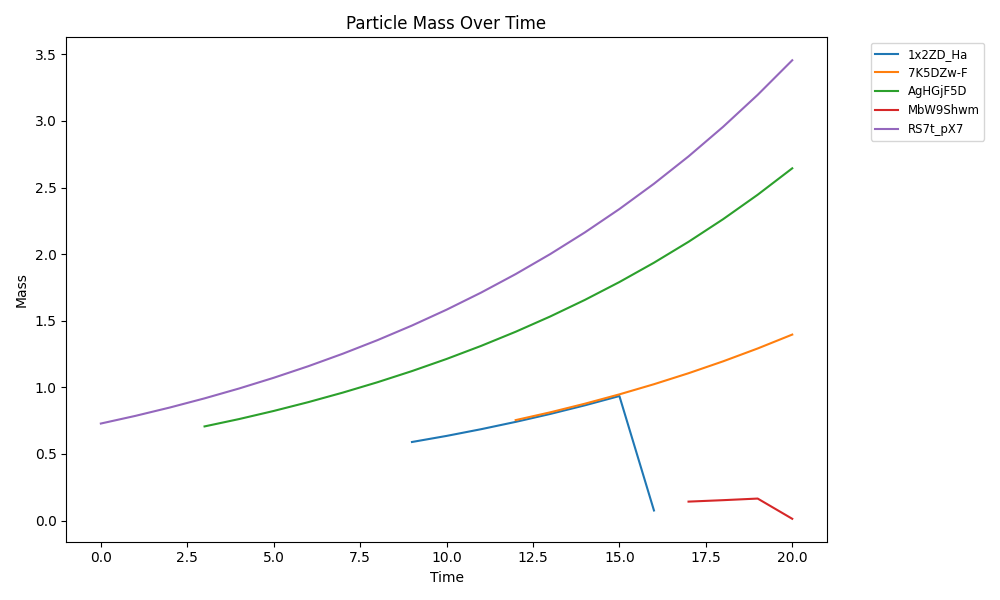 Particle Mass Over Time
3.5
3.0
2.5
2.0
1.5
1.0
0.5
0.0
Mass
0.0 2.5 5.0 7.5 10.0 12.5 15.0 17.5 20.0
Time
1x2ZD_Ha
7K5DZw-F
AgHGjF5D
MbW9Shwm
RS7t_pX7